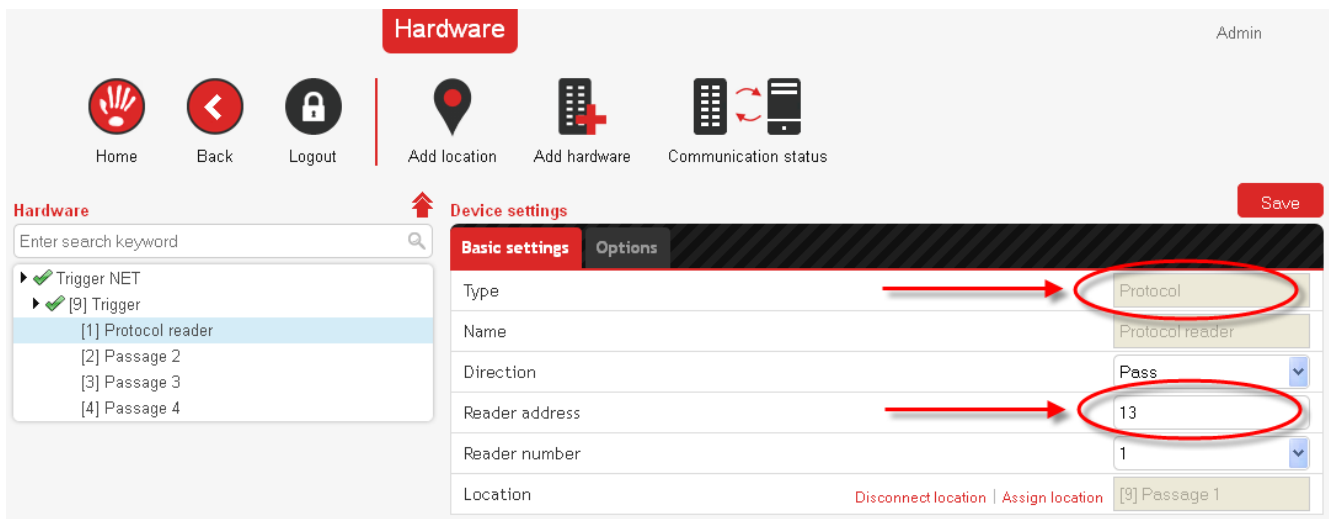 Hardware
Admin
Home
Back
Logout
Add location
Add hardware
Communication status
Hardware
Enter search keyword
Trigger NET
[9] Trigger
[1] Protocol reader
[2] Passage 2
[3] Passage 3
[4] Passage 4
Device settings
Save
Basic settings
Options
Type
Protocol
Name
Protocol reader
Direction
Pass
Reader address
13
Reader number
1
Location
Disconnect location | Assign location
[9] Passage 1